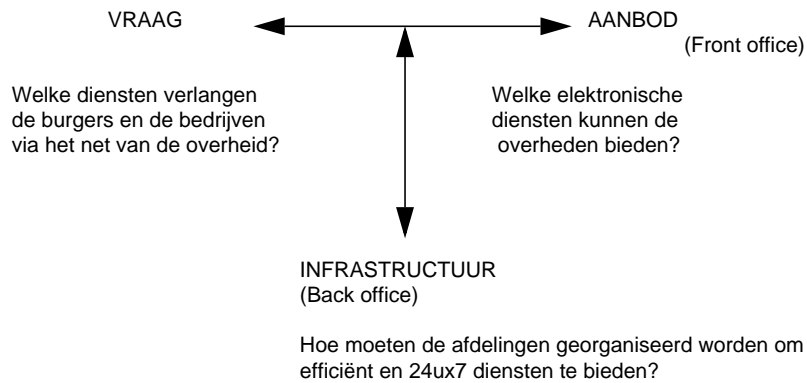 VRAAG
AANBOD
(Front office)
Welke diensten verlangen
de burgers en de bedrijven
via het net van de overheid?
Welke elektronische
diensten kunnen de
overheden bieden?
INFRASTRUCTUUR
(Back office)
Hoe moeten de afdelingen georganiseerd worden om
efficiënt en 24ux7 diensten te bieden?